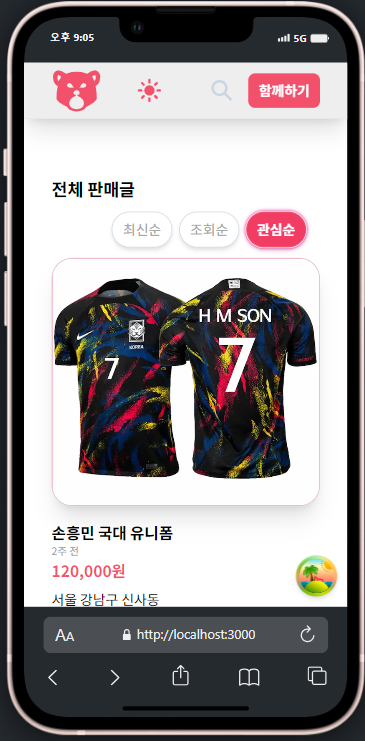 오후 9:05
5G
함께하기
전체 판매글
최신순 조회순 관심순
H M SON
7
KOREA
7
손흥민 국대 유니폼
2주 전
120,000원
서울 강남구 신사동
AA
http://localhost:3000